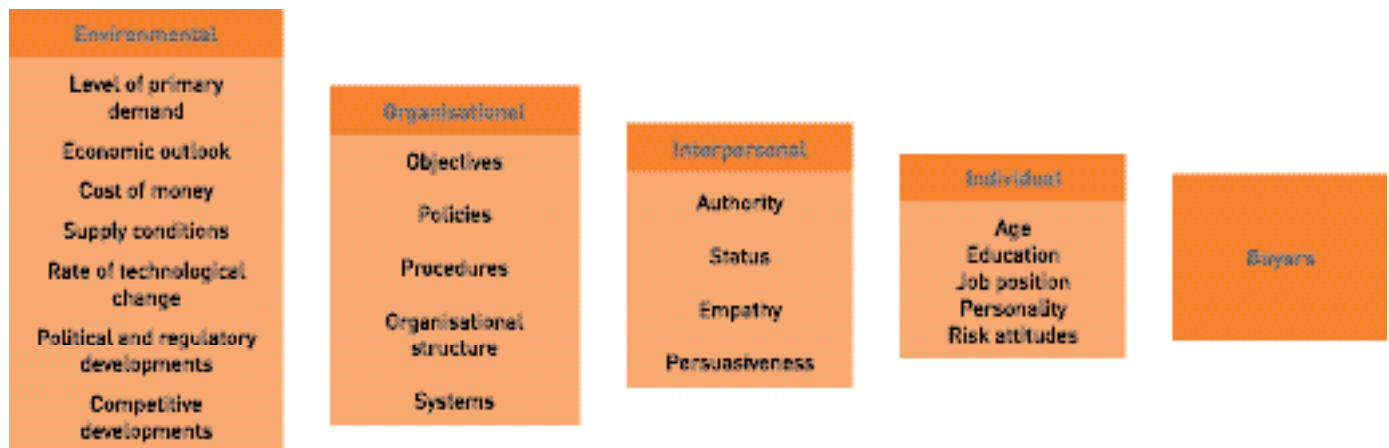 Environmental
Level of primary
demand
Economic outlook
Cost of money
Supply conditions
Rate of technological
change
Political and regulatory
developments
Competitive
developments
Organisational
Objectives
Policies
Procedures
Organisational
structure
Systems
Interpersonal
Authority
Status
Empathy
Persuasiveness
Individual
Age
Education
Job position
Personality
Risk attitudes
Buyers